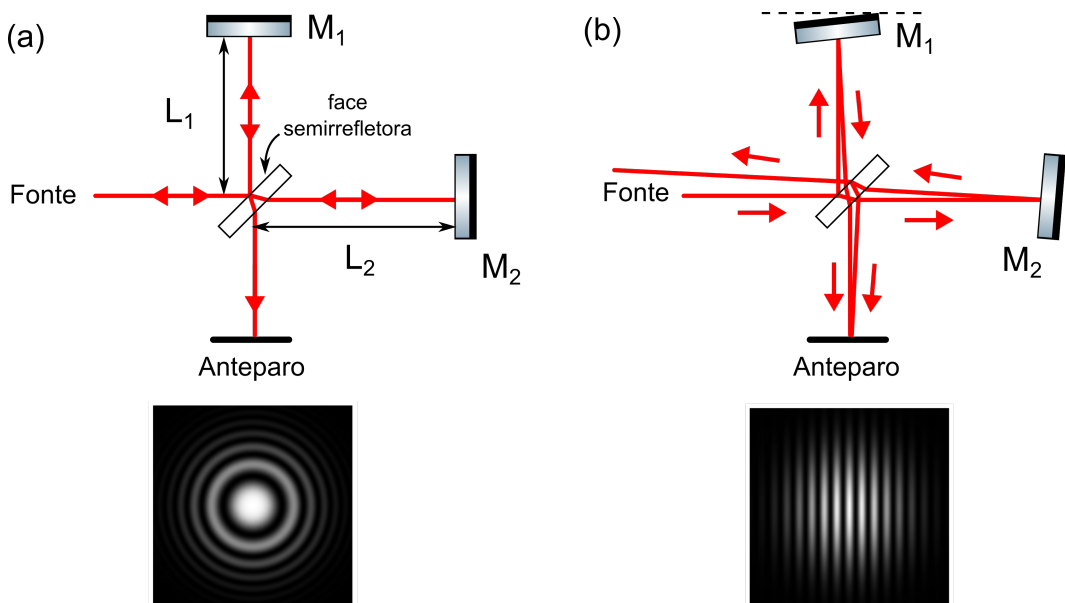 (a)
M₁
L₁
face
semirrefletora
Fonte
L₂
M₂
Anteparo
(b)
M₁
Fonte
M₂
Anteparo